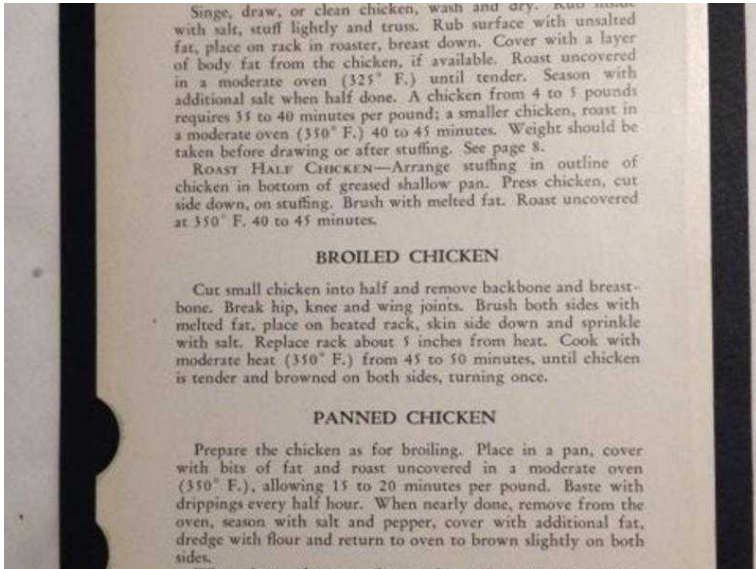 Singe, draw, or clean chicken, wash and dry. Rub inside
with salt, stuff lightly and truss. Rub surface with unsalted
fat, place on rack in roaster, breast down. Cover with a layer
of body fat from the chicken, if available. Roast uncovered
in a moderate oven (325° F.) until tender. Season with
additional salt when half done. A chicken from 4 to 5 pounds
requires 35 to 40 minutes per pound; a smaller chicken, roast in
a moderate oven (350° F.) 40 to 45 minutes. Weight should be
taken before drawing or after stuffing. See page 8.
ROAST HALF CHICKEN—Arrange stuffing in outline of
chicken in bottom of greased shallow pan. Press chicken, cut
side down, on stuffing. Brush with melted fat. Roast uncovered
at 350° F. 40 to 45 minutes.
BROILED CHICKEN
Cut small chicken into half and remove backbone and breast-
bone. Break hip, knee and wing joints. Brush both sides with
melted fat, place on heated rack, skin side down and sprinkle
with salt. Replace rack about 5 inches from heat. Cook with
moderate heat (350° F.) from 45 to 50 minutes, until chicken
is tender and browned on both sides, turning once.
PANNED CHICKEN
Prepare the chicken as for broiling. Place in a pan, cover
with bits of fat and roast uncovered in a moderate oven
(350° F.), allowing 15 to 20 minutes per pound. Baste with
drippings every half hour. When nearly done, remove from the
oven, season with salt and pepper, cover with additional fat,
dredge with flour and return to oven to brown slightly on both
sides.